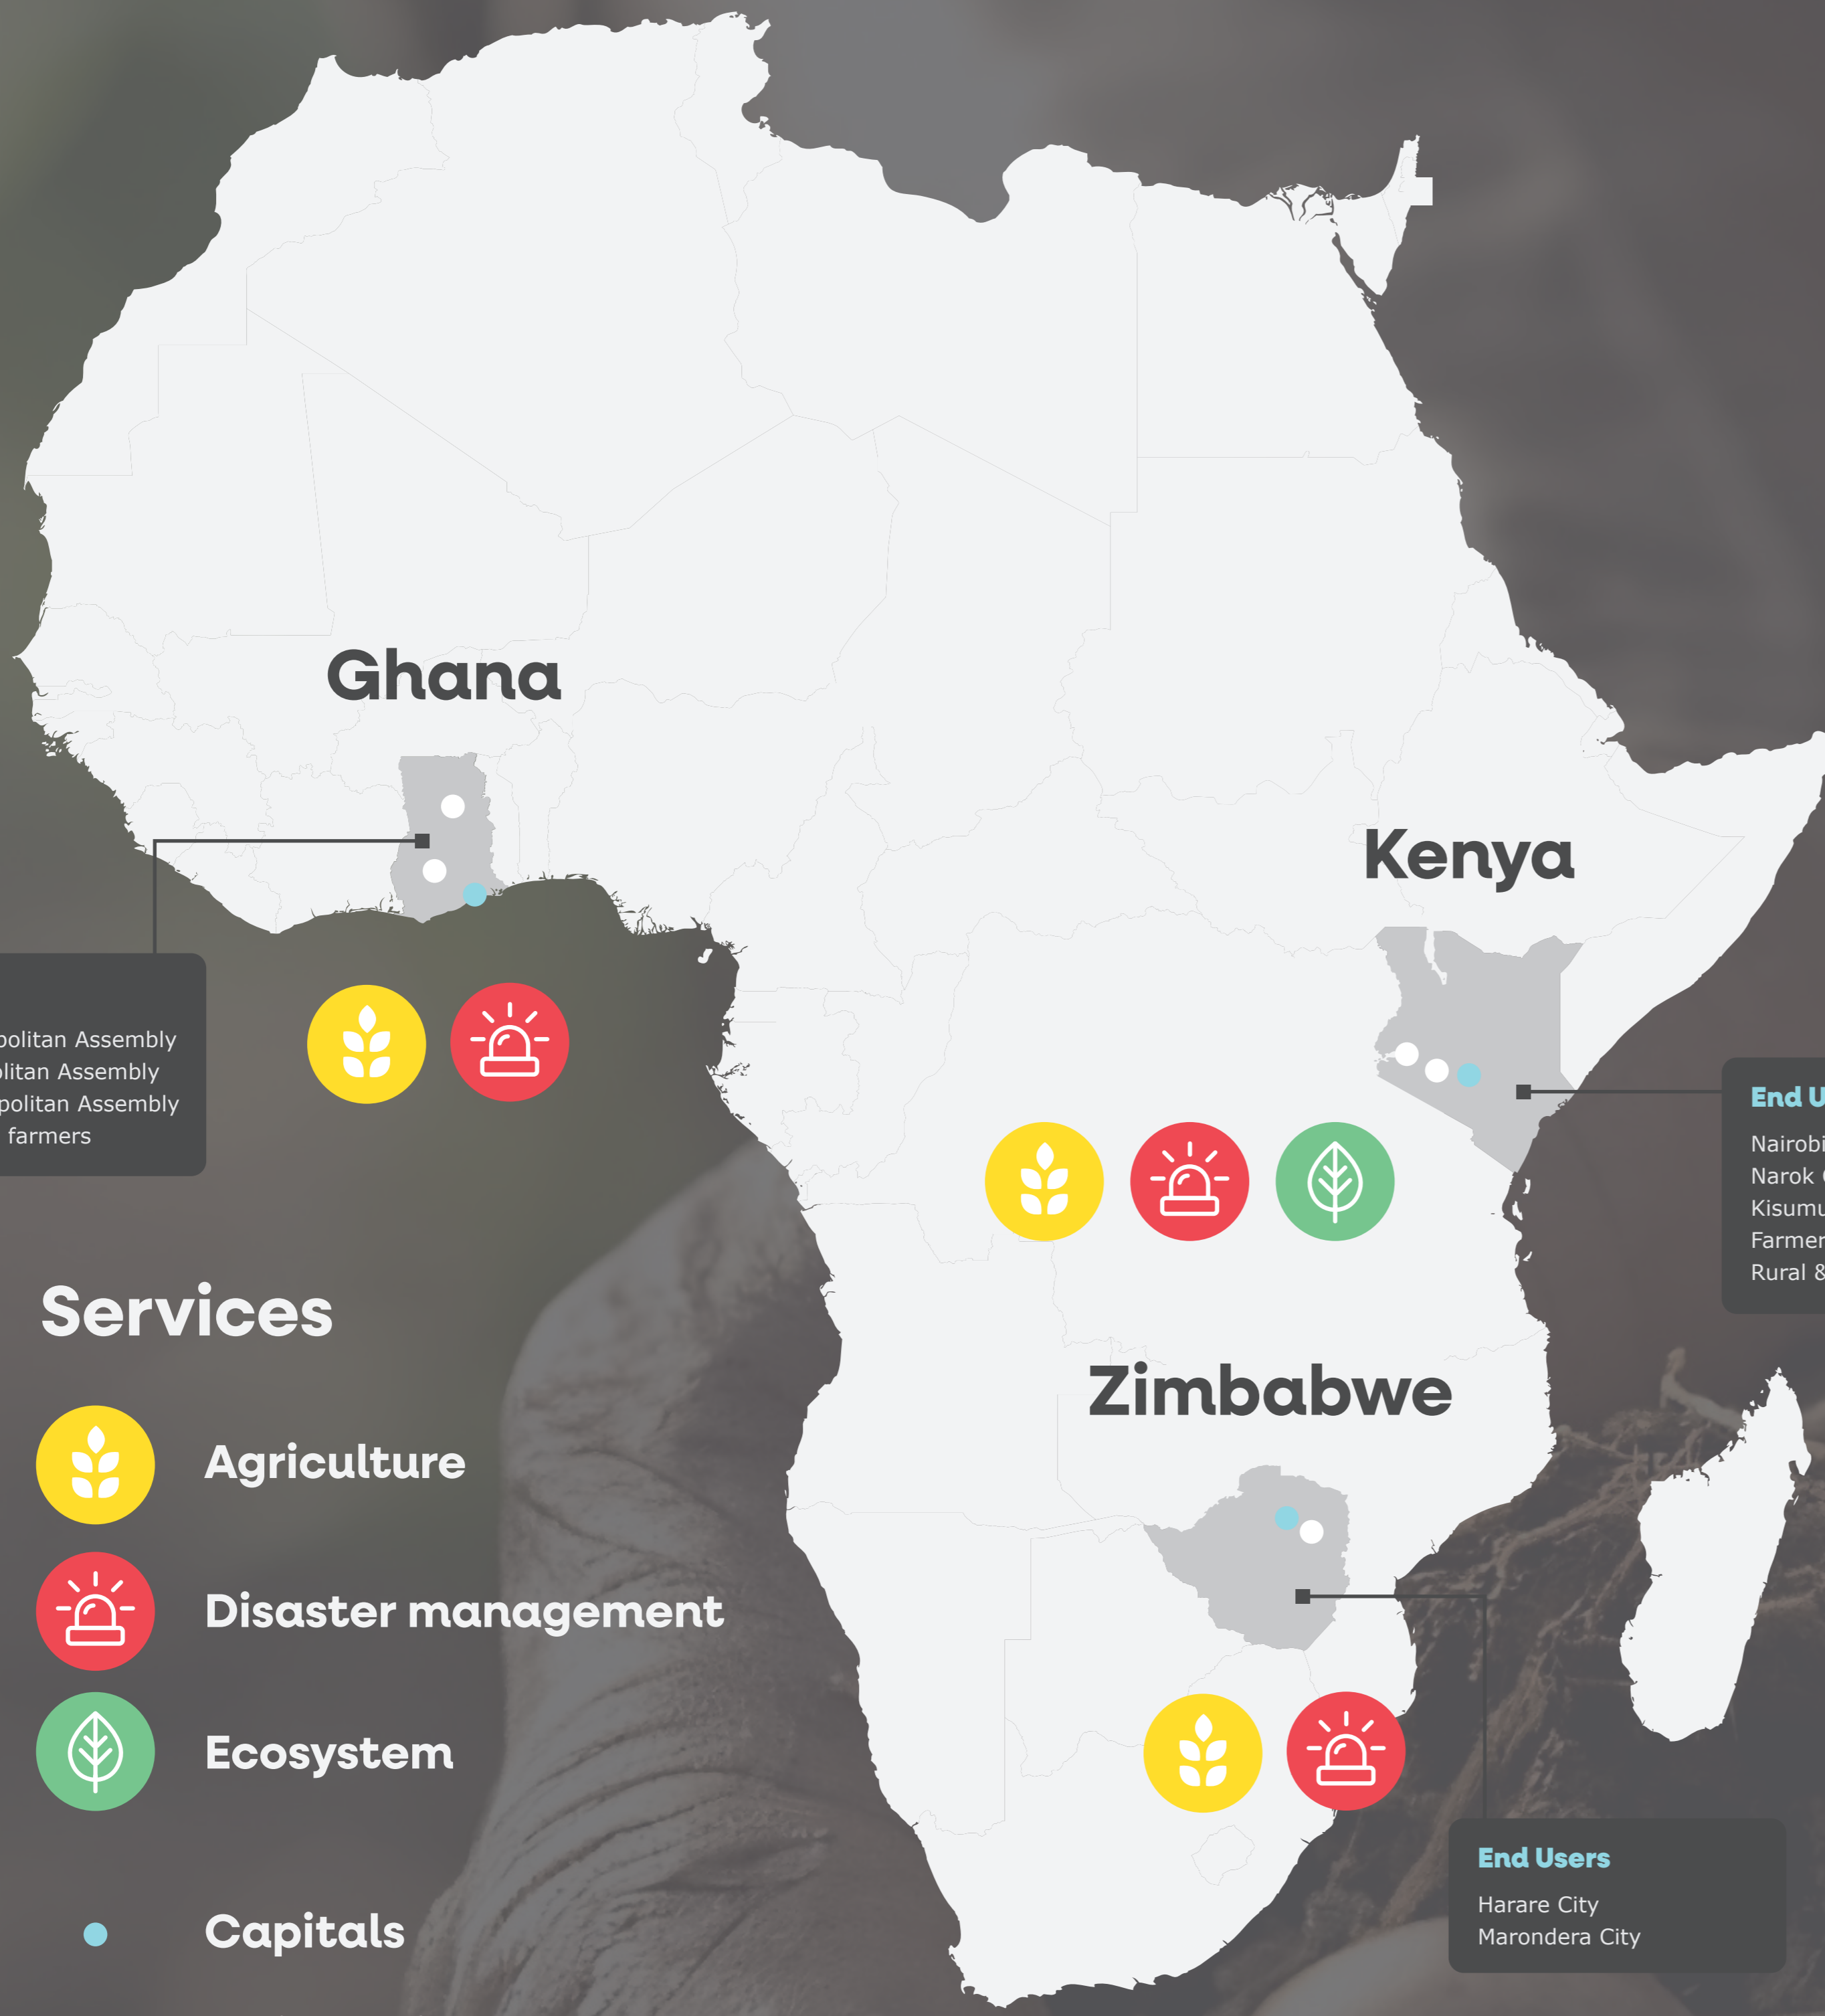 Ghana
Kenya
politan Assembly
litan Assembly
politan Assembly
farmers
End U
Nairobi
Narok
Kisumu
Farmer
Rural &
Services
Agriculture
Disaster management
Ecosystem
Capitals
Zimbabwe
End Users
Harare City
Marondera City